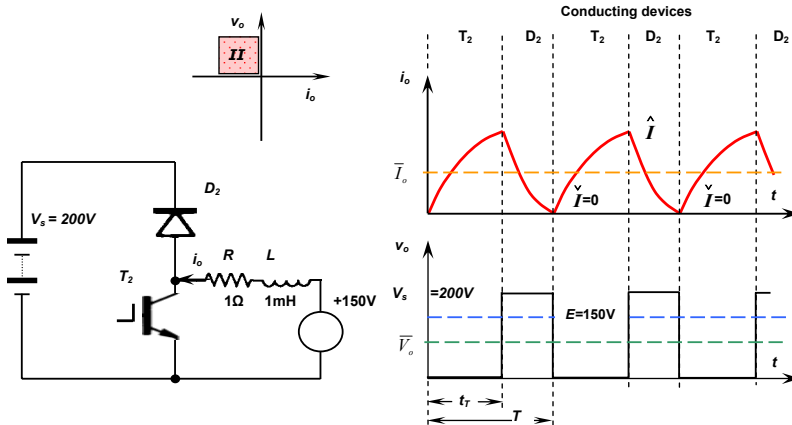 v_o
II
i_o
D_2
V_s = 200V
i_o R L
T_2
1Ω 1mH +150V
Conducting devices
T_2 D_2 T_2 D_2 T_2 D_2
i_o
Î
I̅_o
Ǐ=0 Ǐ=0 t
v_o
V_s =200V
E=150V
V̅_o
t
t_T
T